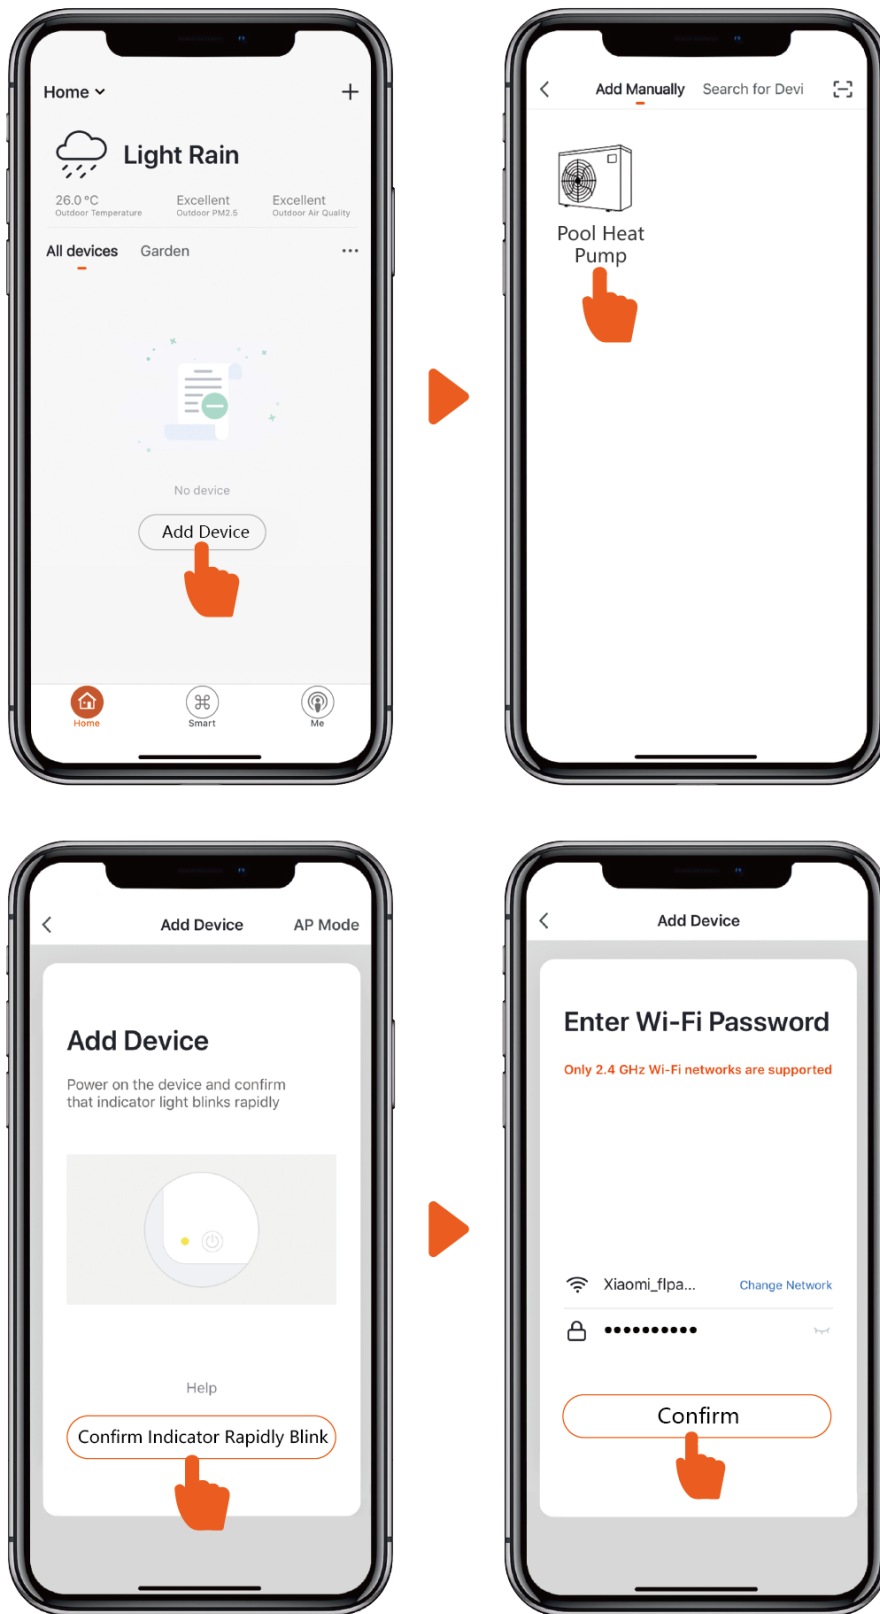 Home
Light Rain
26.0 °C
Outdoor Temperature
Excellent
Outdoor PM2.5
Excellent
Outdoor Air Quality
All devices Garden
No device
Add Device
Home
Smart
Me
Add Manually Search for Devi
Pool Heat
Pump
Add Device AP Mode
Add Device
Power on the device and confirm
that indicator light blinks rapidly
Help
Confirm Indicator Rapidly Blink
Add Device
Enter Wi-Fi Password
Only 2.4 GHz Wi-Fi networks are supported
Xiaomi_flpa... Change Network
••••••••••
Confirm